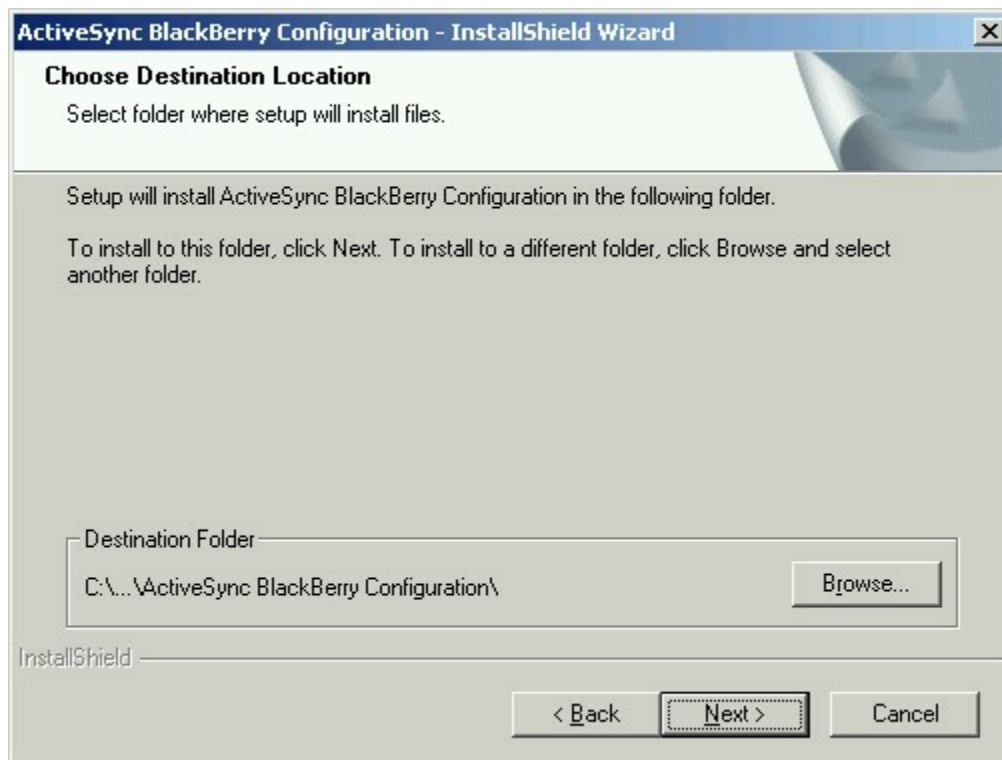 ActiveSync BlackBerry Configuration - InstallShield Wizard
Choose Destination Location
Select folder where setup will install files.
Setup will install ActiveSync BlackBerry Configuration in the following folder.
To install to this folder, click Next. To install to a different folder, click Browse and select
another folder.
Destination Folder
C:\...\ActiveSync BlackBerry Configuration\
Browse...
InstallShield
< Back
Next >
Cancel